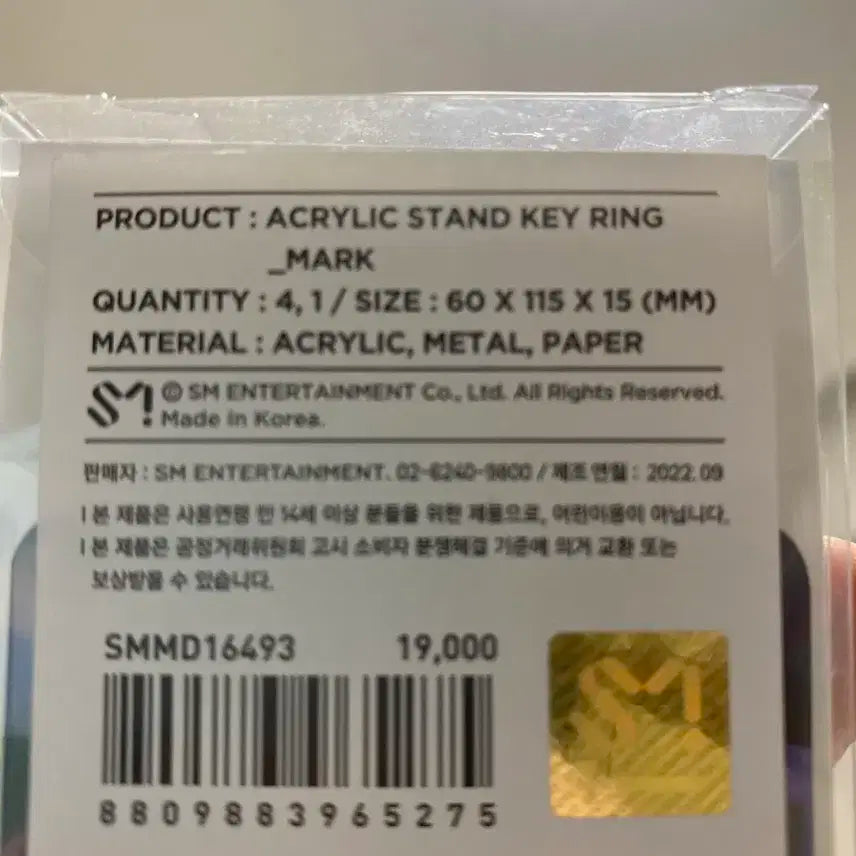 PRODUCT : ACRYLIC STAND KEY RING
_MARK
QUANTITY : 4, 1 / SIZE : 60 X 115 X 15 (MM)
MATERIAL : ACRYLIC, METAL, PAPER
SM! © SM ENTERTAINMENT Co., Ltd. All Rights Reserved.
Made in Korea.
판매자 : SM ENTERTAINMENT. 02-6240-9800 / 제조연월 : 2022.09
I 본 제품은 사용연령 만 14세 이상 분들을 위한 제품으로, 어린이용이 아닙니다.
I 본 제품은 공정거래위원회 고시 소비자 분쟁해결 기준에 의거 교환 또는
보상받을 수 있습니다.
SMMD16493 19,000
SM
8809883965275